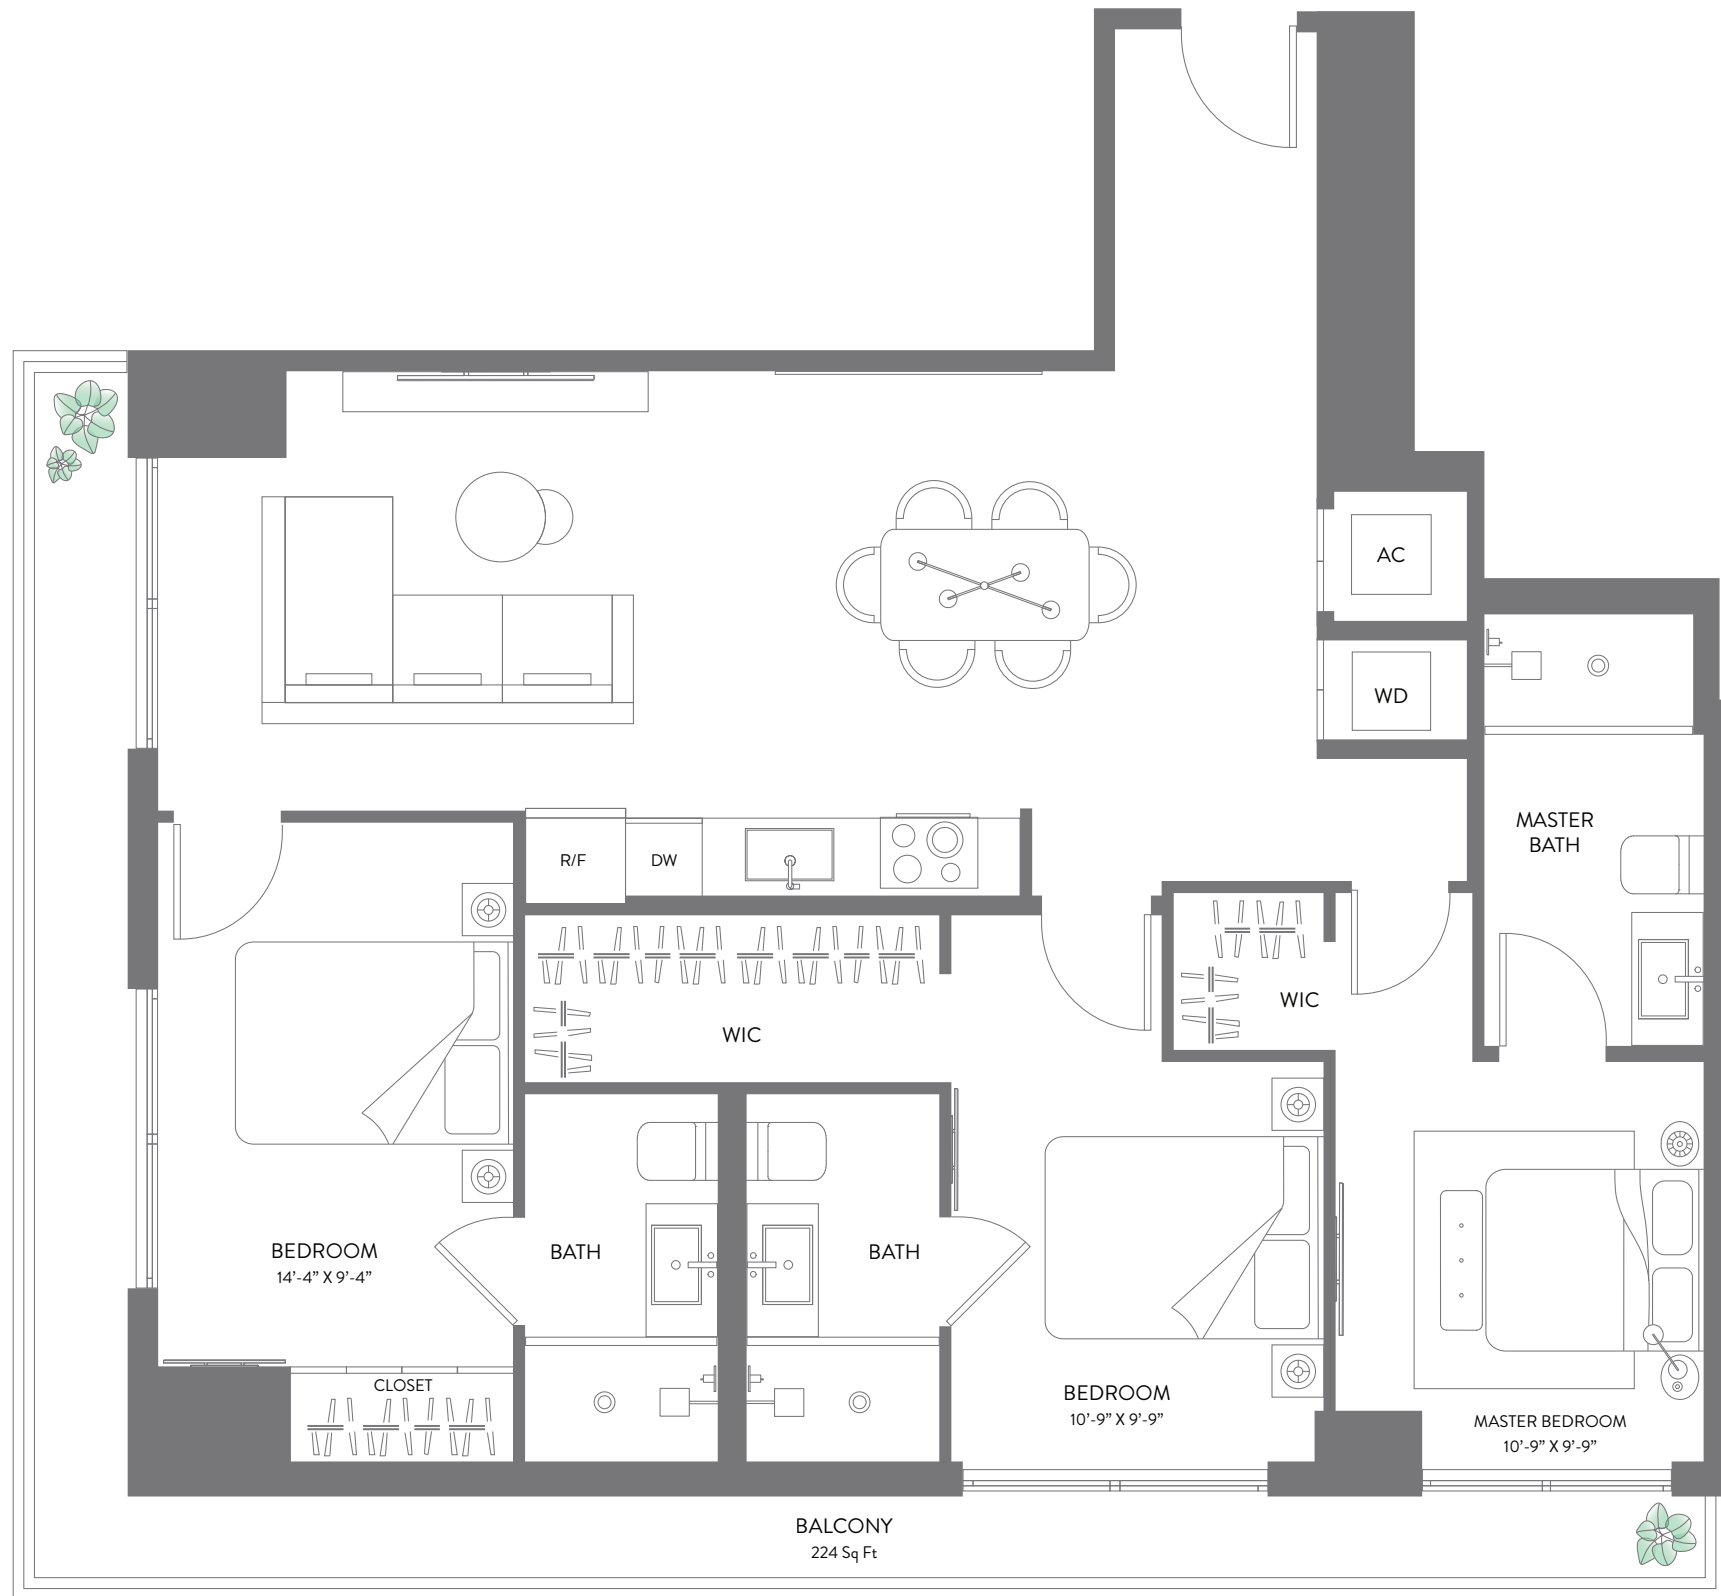 AC
WD
MASTER
BATH
R/F
DW
WIC
WIC
BEDROOM
14’-4” X 9’-4”
BATH
BATH
CLOSET
BEDROOM
10’-9” X 9’-9”
MASTER BEDROOM
10’-9” X 9’-9”
BALCONY
224 Sq Ft